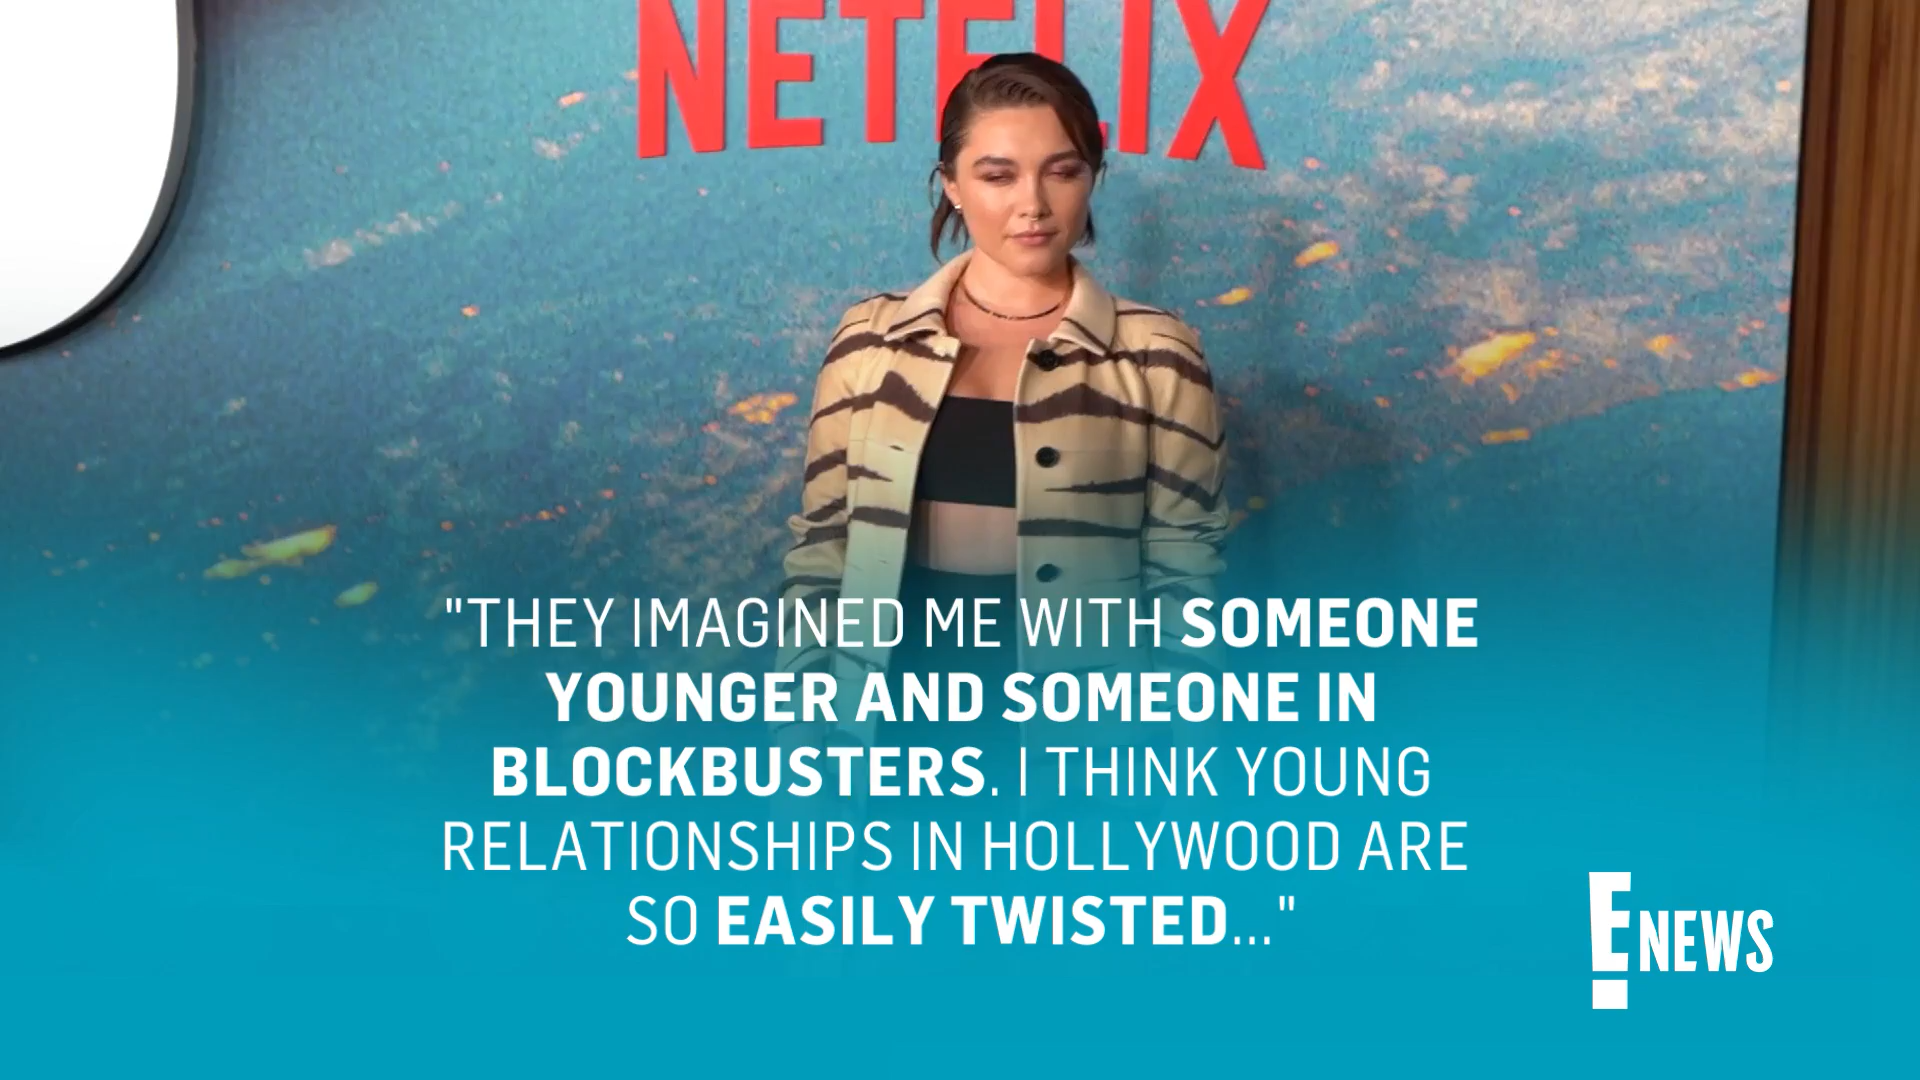 NETFLIX
"THEY IMAGINED ME WITH SOMEONE
YOUNGER AND SOMEONE IN
BLOCKBUSTERS. I THINK YOUNG
RELATIONSHIPS IN HOLLYWOOD ARE
SO EASILY TWISTED..."
E NEWS